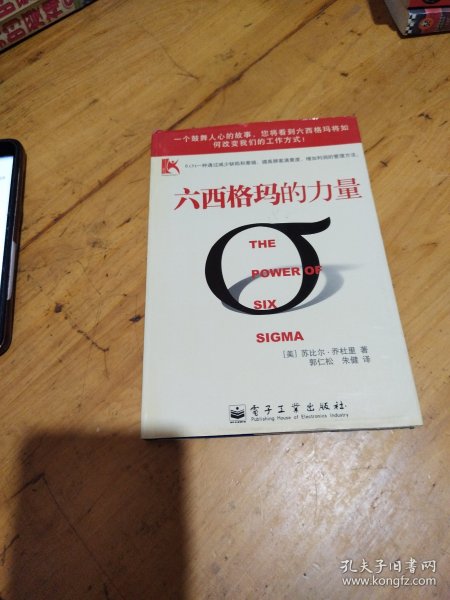 一个鼓舞人心的故事,您将看到六西格玛将如
何改变我们的工作方式!
6σ是一种通过减少缺陷和差错、提高顾客满意度、增加利润的管理方法。
六西格玛的力量
THE
POWER OF
SIX
SIGMA
[美] 苏比尔·乔杜里 著
郭仁松 朱健 译
电子工业出版社
Publishing House of Electronics Industry
孔夫子旧书网
www.kongfz.com